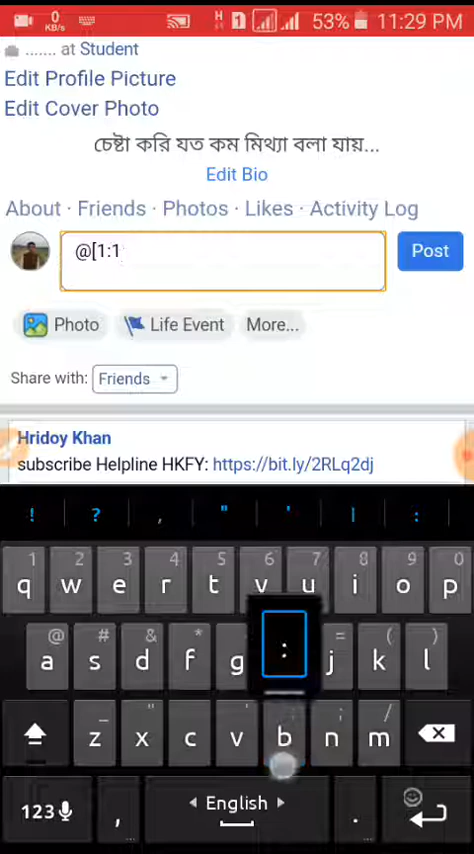 0 KB/s H 1 53% 11:29 PM
....... at Student
Edit Profile Picture
Edit Cover Photo
চেষ্টা করি যত কম মিথ্যা বলা যায়...
Edit Bio
About · Friends · Photos · Likes · Activity Log
@[1:1
Post
Photo Life Event More...
Share with: Friends
Hridoy Khan
subscribe Helpline HKFY: https://bit.ly/2RLq2dj
! ? , " ' | :
1 2 3 4 5 6 7 8 9 0
q w e r t y u i o p
@ # & * = ( )
a s d f g : j k l
_ " ; /
z x c v b n m
123 , English .